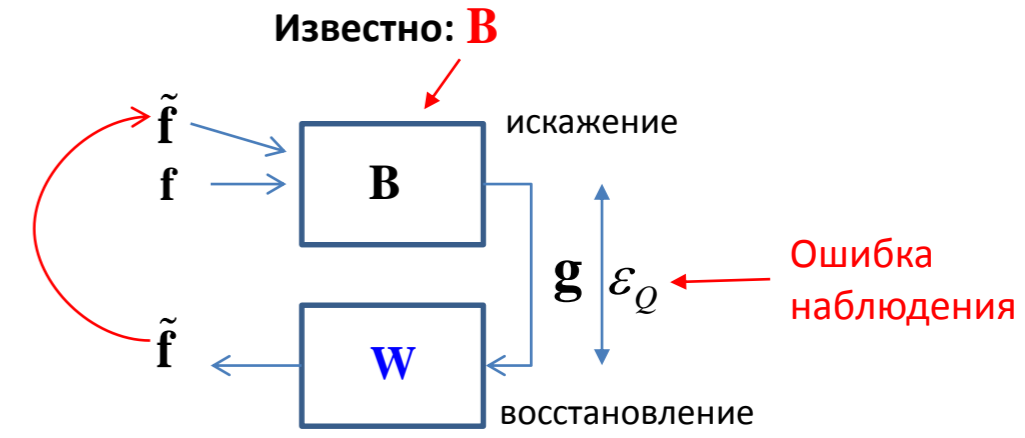 Известно: B
f̃
искажение
f
B
g
ε_Q
Ошибка
наблюдения
f̃
W
восстановление